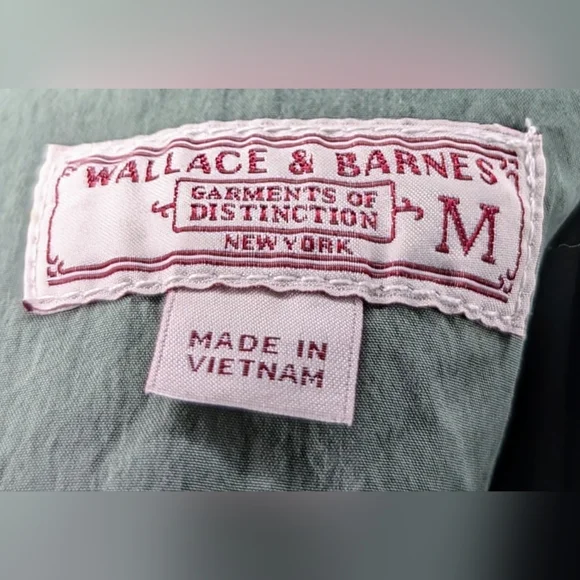 WALLACE & BARNES
GARMENTS OF
DISTINCTION
NEW YORK
M
MADE IN
VIETNAM